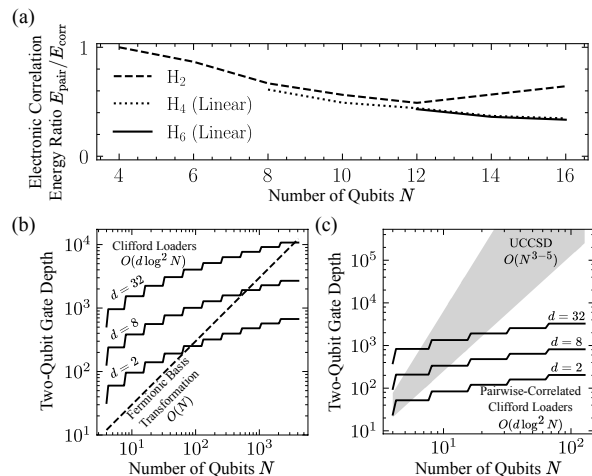 (a)
Electronic Correlation
Energy Ratio E_pair/E_corr
1
0
H₂
H₄ (Linear)
H₆ (Linear)
4 6 8 10 12 14 16
Number of Qubits N
(b)
Two-Qubit Gate Depth
10⁴
10³
10²
10¹
Clifford Loaders
O(d log² N)
d = 32
d = 8
d = 2
Fermionic Basis
Transformation
O(N)
10¹ 10² 10³
Number of Qubits N
(c)
Two-Qubit Gate Depth
10⁵
10⁴
10³
10²
10¹
UCCSD
O(N³⁻⁵)
d = 32
d = 8
d = 2
Pairwise-Correlated
Clifford Loaders
O(d log² N)
10¹ 10²
Number of Qubits N